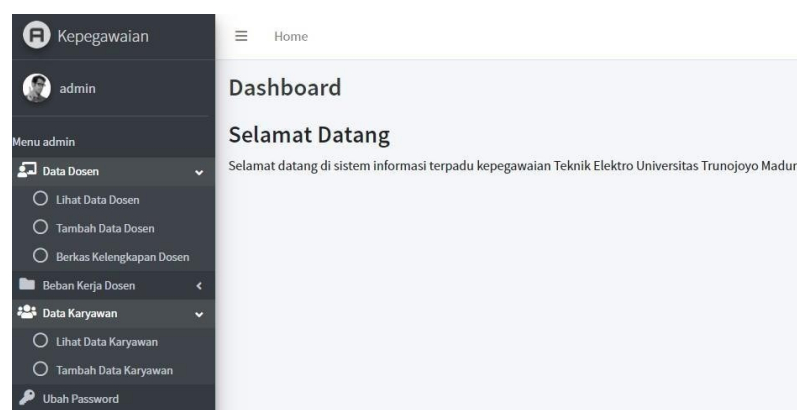 Kepegawaian
Home
admin
Dashboard
Menu admin
Selamat Datang
Selamat datang di sistem informasi terpadu kepegawaian Teknik Elektro Universitas Trunojoyo Madur
Data Dosen
Lihat Data Dosen
Tambah Data Dosen
Berkas Kelengkapan Dosen
Beban Kerja Dosen
Data Karyawan
Lihat Data Karyawan
Tambah Data Karyawan
Ubah Password